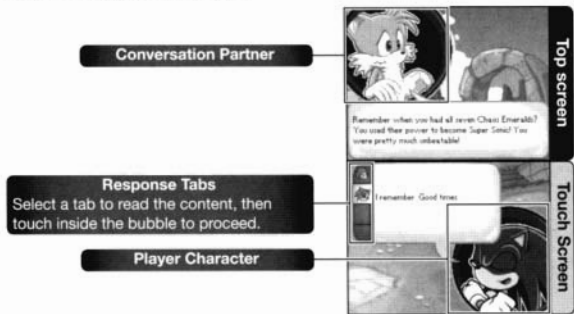 Conversation Partner
Top screen
Remember when you had all seven Chaos Emeralds?
You used their power to become Super Sonic! You
were pretty much unbeatable!
Response Tabs
Select a tab to read the content, then
touch inside the bubble to proceed.
I remember. Good times.
Player Character
Touch Screen